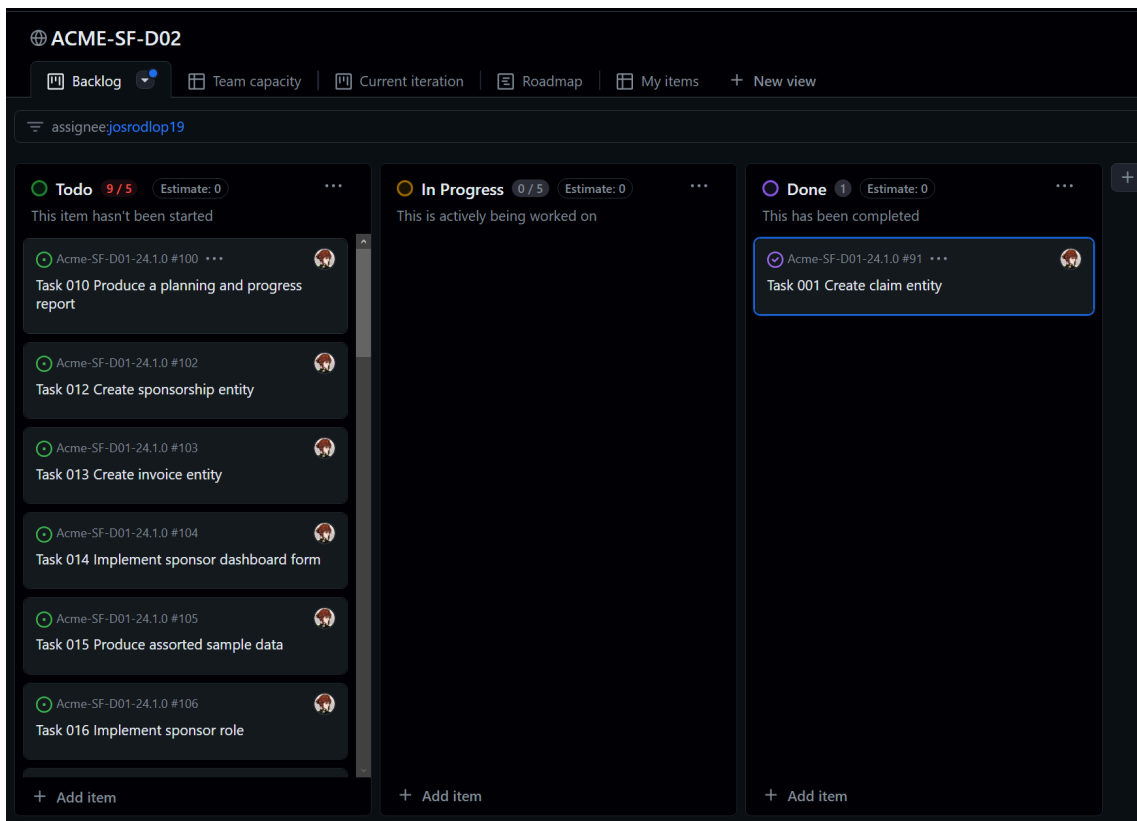 ACME-SF-D02
Backlog Team capacity Current iteration Roadmap My items + New view
assignee:josrodlop19
Todo 9 / 5 Estimate: 0 ...
This item hasn't been started
Acme-SF-D01-24.1.0 #100 ...
Task 010 Produce a planning and progress
report
Acme-SF-D01-24.1.0 #102
Task 012 Create sponsorship entity
Acme-SF-D01-24.1.0 #103
Task 013 Create invoice entity
Acme-SF-D01-24.1.0 #104
Task 014 Implement sponsor dashboard form
Acme-SF-D01-24.1.0 #105
Task 015 Produce assorted sample data
Acme-SF-D01-24.1.0 #106
Task 016 Implement sponsor role
+ Add item
In Progress 0 / 5 Estimate: 0 ...
This is actively being worked on
+ Add item
Done 1 Estimate: 0 ...
This has been completed
Acme-SF-D01-24.1.0 #91 ...
Task 001 Create claim entity
+ Add item
+